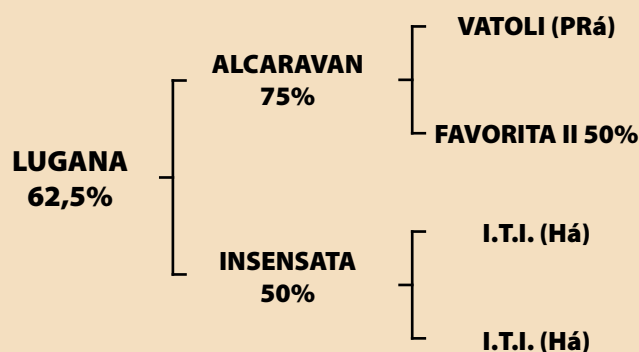 VATOLI (PRá)
ALCARAVAN
75%
FAVORITA II 50%
LUGANA
62,5%
I.T.I. (Há)
INSENSATA
50%
I.T.I. (Há)